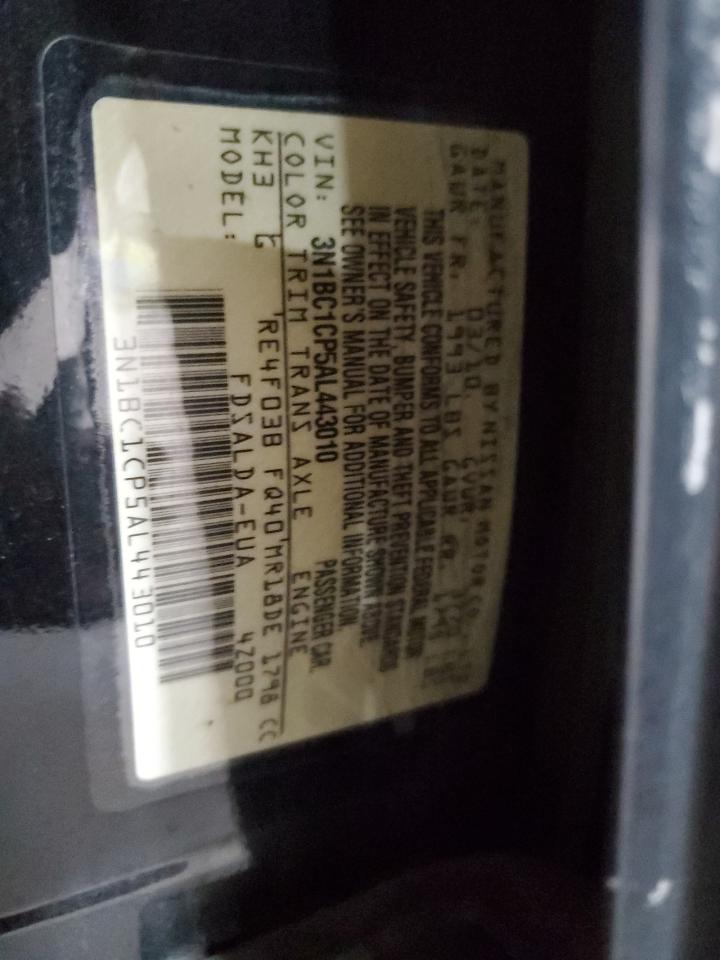 MANUFACTURED BY NISSAN MOTOR CO.
DATE: 03/10 GVWR:
GAWR FR. 1993 LBS GAWR RR.
THIS VEHICLE CONFORMS TO ALL APPLICABLE FEDERAL MOTOR
VEHICLE SAFETY, BUMPER AND THEFT PREVENTION STANDARDS
IN EFFECT ON THE DATE OF MANUFACTURE SHOWN ABOVE.
SEE OWNER'S MANUAL FOR ADDITIONAL INFORMATION.
VIN: 3N1BC1CP5AL443010 PASSENGER CAR
COLOR TRIM TRANS AXLE ENGINE
KH3 G RE4F03B FQ40 MR18DE 1798 CC
MODEL: FDSALDA-EUA 4Z000
3N1BC1CP5AL443010